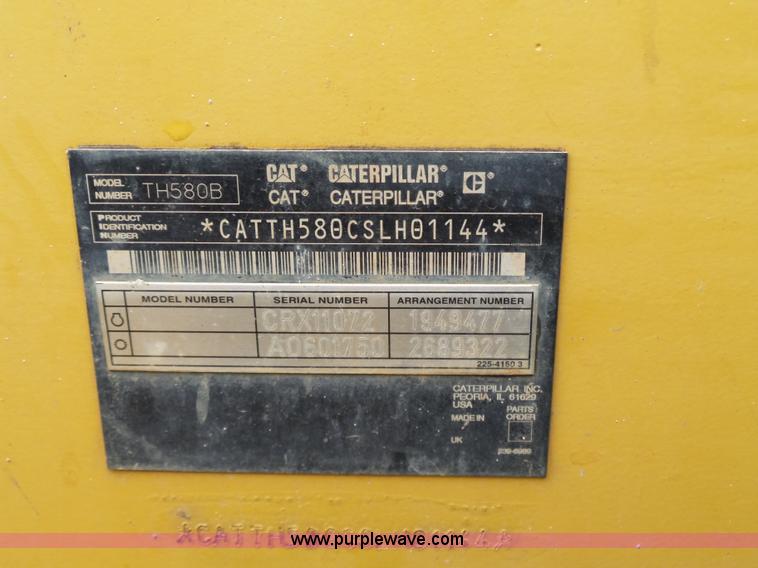 CAT® CATERPILLAR®
MODEL NUMBER TH580B
CAT® CATERPILLAR®
PRODUCT IDENTIFICATION NUMBER *CATTH580CSLH01144*
MODEL NUMBER SERIAL NUMBER ARRANGEMENT NUMBER
CRX11072 1949477
A0601750 2689322
225-4150 3
CATERPILLAR INC.
PEORIA, IL 61629
USA
MADE IN PARTS ORDER
UK
www.purplewave.com